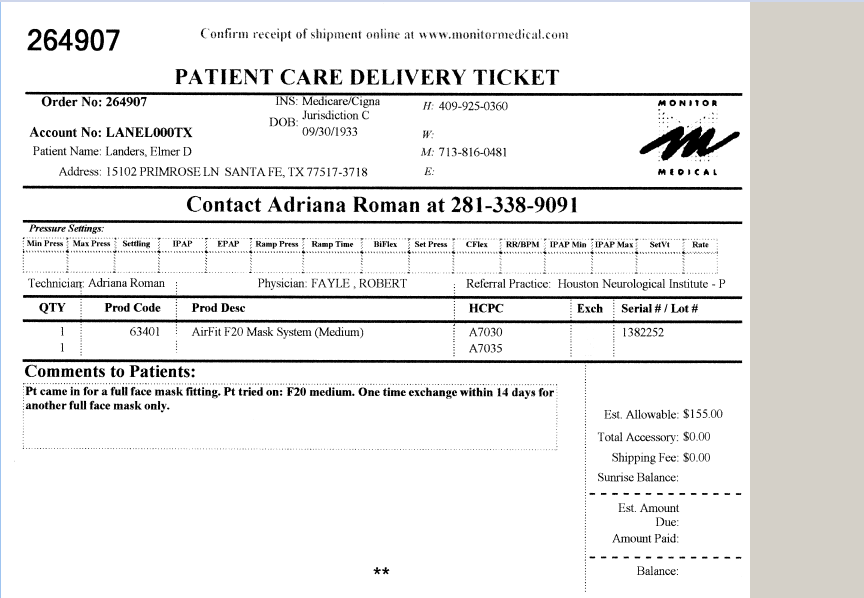 264907
Confirm receipt of shipment online at www.monitormedical.com
PATIENT CARE DELIVERY TICKET
Order No: 264907
INS: Medicare/Cigna Jurisdiction C
H: 409-925-0360
MONITOR
Account No: LANEL000TX
DOB: 09/30/1933
W:
Patient Name: Landers, Elmer D
M: 713-816-0481
Address: 15102 PRIMROSE LN SANTA FE, TX 77517-3718
E:
MEDICAL
Contact Adriana Roman at 281-338-9091
Pressure Settings:
Min Press Max Press Settling IPAP EPAP Ramp Press Ramp Time BiFlex Set Press CFlex RR/BPM IPAP Min IPAP Max SetVt Rate
Technician: Adriana Roman Physician: FAYLE , ROBERT Referral Practice: Houston Neurological Institute - P
QTY Prod Code Prod Desc HCPC Exch Serial # / Lot #
1 63401 AirFit F20 Mask System (Medium) A7030 1382252
1 A7035
Comments to Patients:
Pt came in for a full face mask fitting. Pt tried on: F20 medium. One time exchange within 14 days for
another full face mask only.
Est. Allowable: $155.00
Total Accessory: $0.00
Shipping Fee: $0.00
Sunrise Balance:
Est. Amount
Due:
Amount Paid:
Balance:
**